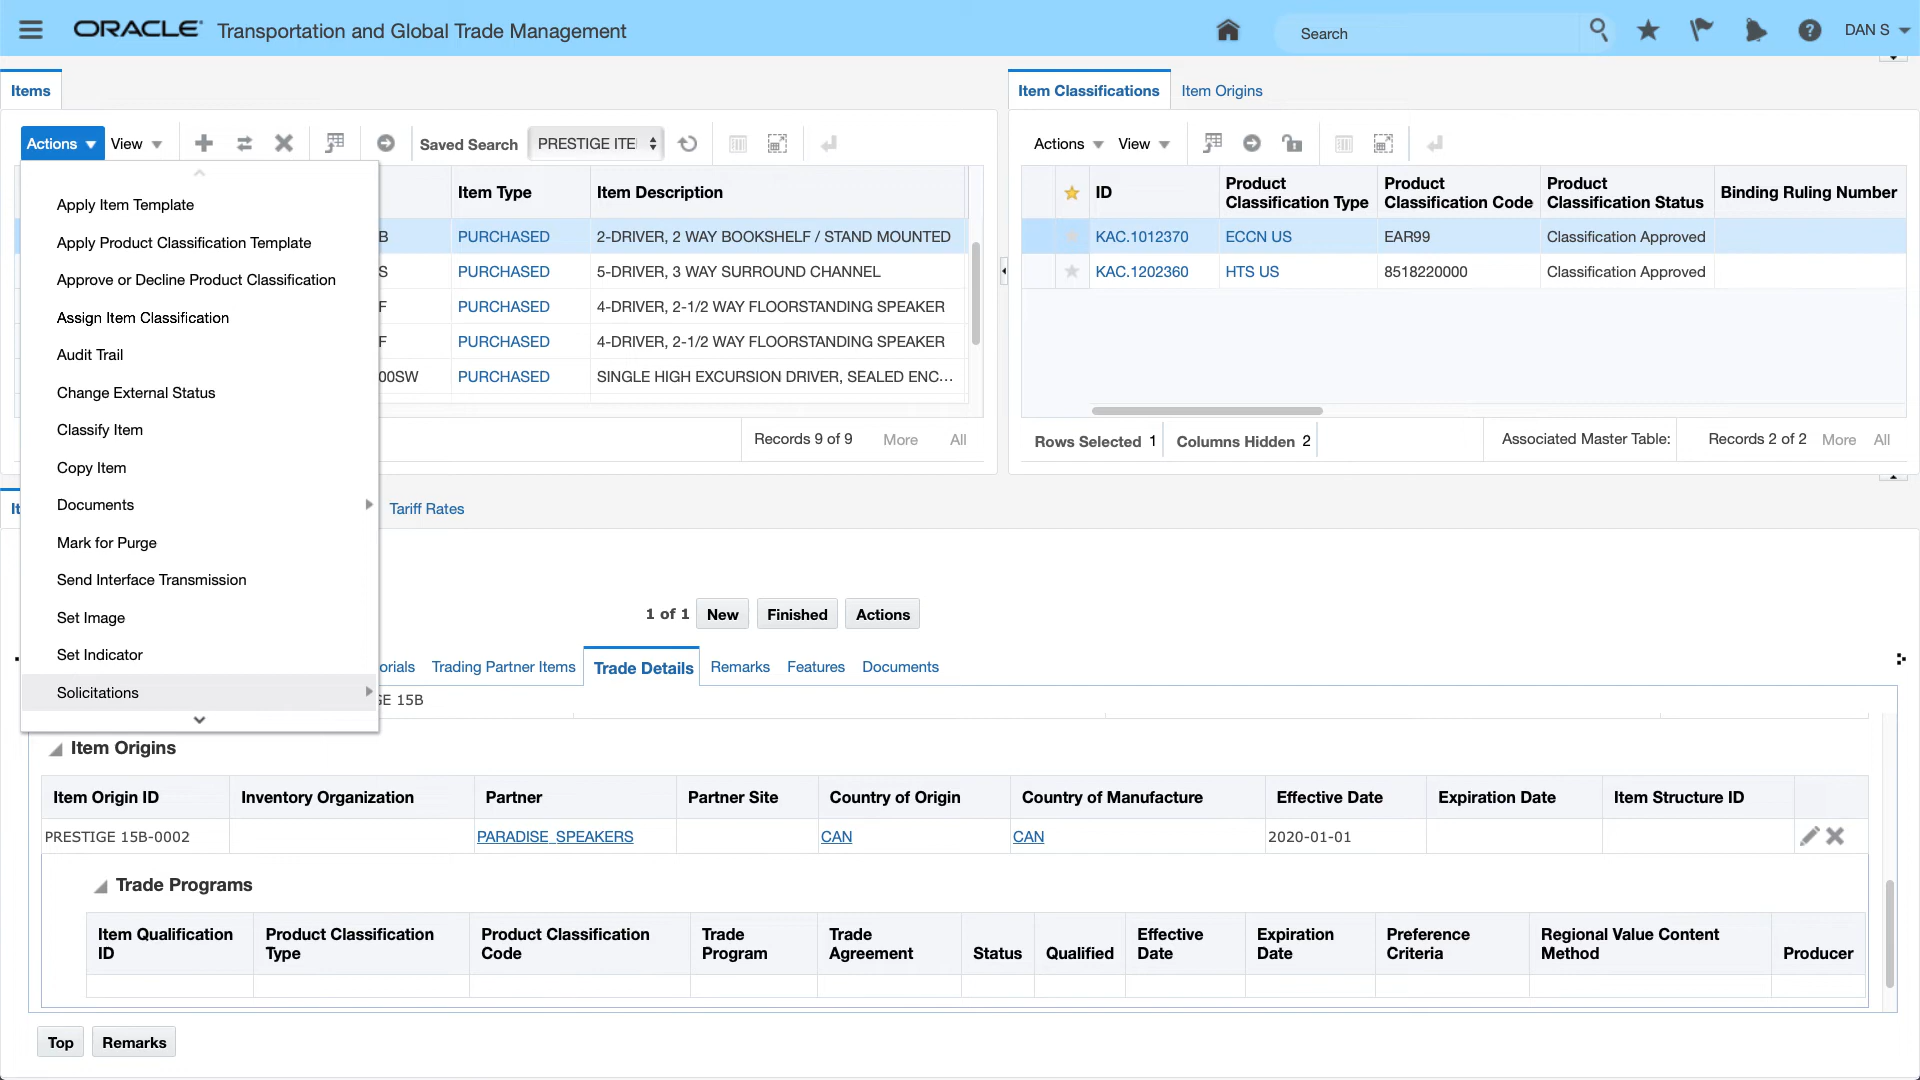 ORACLE Transportation and Global Trade Management Search DAN S
Items
Actions View Saved Search PRESTIGE ITE
Apply Item Template
Apply Product Classification Template
Approve or Decline Product Classification
Assign Item Classification
Audit Trail
Change External Status
Classify Item
Copy Item
Documents
Mark for Purge
Send Interface Transmission
Set Image
Set Indicator
Solicitations
Item Type Item Description
B PURCHASED 2-DRIVER, 2 WAY BOOKSHELF / STAND MOUNTED
S PURCHASED 5-DRIVER, 3 WAY SURROUND CHANNEL
F PURCHASED 4-DRIVER, 2-1/2 WAY FLOORSTANDING SPEAKER
F PURCHASED 4-DRIVER, 2-1/2 WAY FLOORSTANDING SPEAKER
00SW PURCHASED SINGLE HIGH EXCURSION DRIVER, SEALED ENC...
Records 9 of 9 More All
Item Classifications Item Origins
Actions View
ID Product Classification Type Product Classification Code Product Classification Status Binding Ruling Number
KAC.1012370 ECCN US EAR99 Classification Approved
KAC.1202360 HTS US 8518220000 Classification Approved
Rows Selected 1 Columns Hidden 2 Associated Master Table: Records 2 of 2 More All
It Tariff Rates
1 of 1 New Finished Actions
orials Trading Partner Items Trade Details Remarks Features Documents
GE 15B
Item Origins
Item Origin ID Inventory Organization Partner Partner Site Country of Origin Country of Manufacture Effective Date Expiration Date Item Structure ID
PRESTIGE 15B-0002 PARADISE_SPEAKERS CAN CAN 2020-01-01
Trade Programs
Item Qualification ID Product Classification Type Product Classification Code Trade Program Trade Agreement Status Qualified Effective Date Expiration Date Preference Criteria Regional Value Content Method Producer
Top Remarks